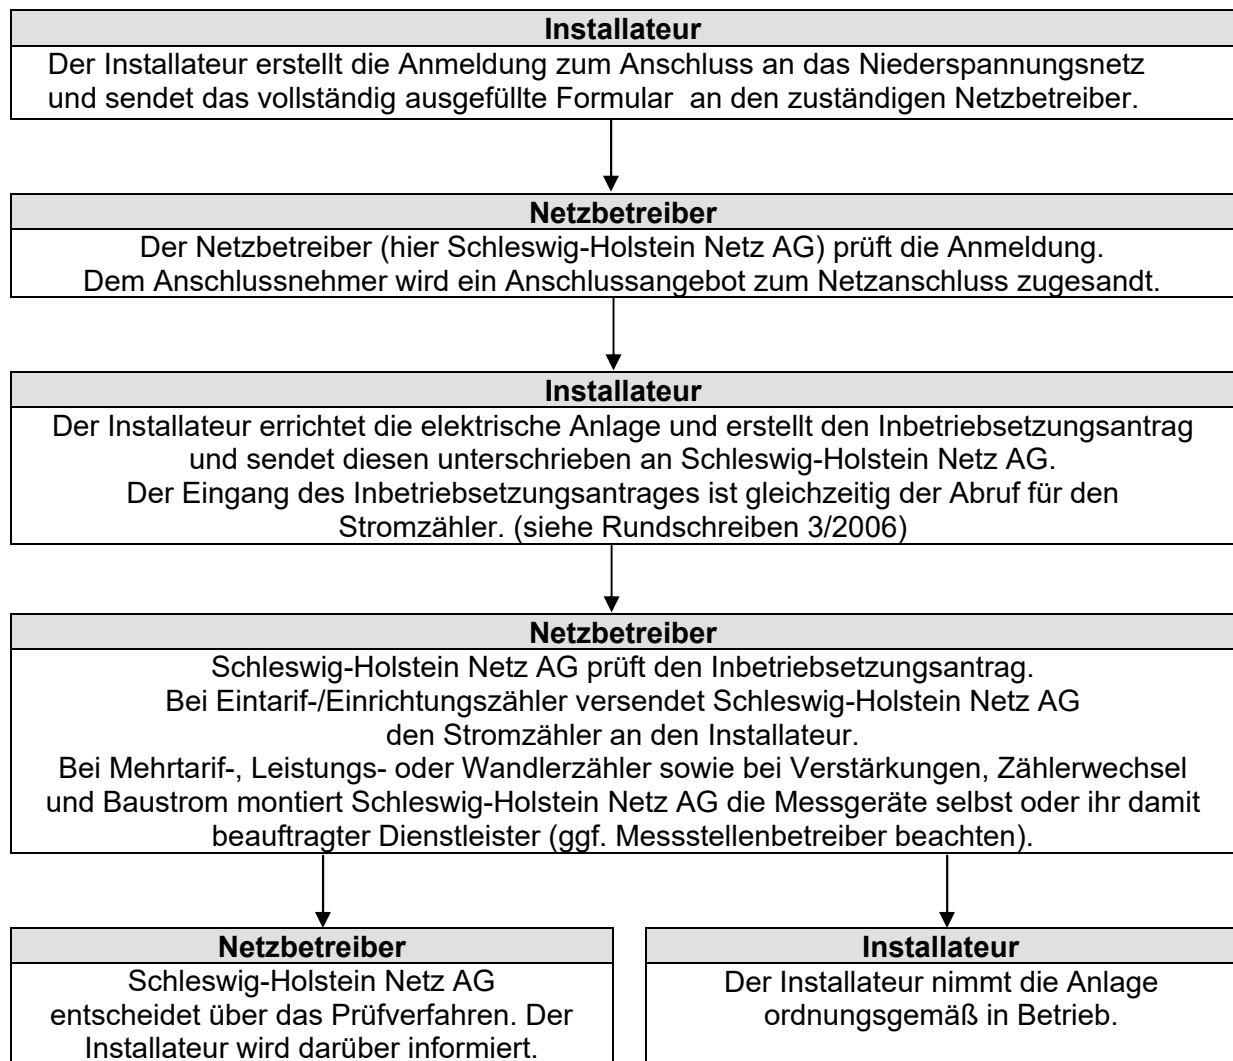 Installateur
Der Installateur erstellt die Anmeldung zum Anschluss an das Niederspannungsnetz
und sendet das vollständig ausgefüllte Formular  an den zuständigen Netzbetreiber.
Netzbetreiber
Der Netzbetreiber (hier Schleswig-Holstein Netz AG) prüft die Anmeldung.
Dem Anschlussnehmer wird ein Anschlussangebot zum Netzanschluss zugesandt.
Installateur
Der Installateur errichtet die elektrische Anlage und erstellt den Inbetriebsetzungsantrag
und sendet diesen unterschrieben an Schleswig-Holstein Netz AG.
Der Eingang des Inbetriebsetzungsantrages ist gleichzeitig der Abruf für den
Stromzähler. (siehe Rundschreiben 3/2006)
Netzbetreiber
Schleswig-Holstein Netz AG prüft den Inbetriebsetzungsantrag.
Bei Eintarif-/Einrichtungszähler versendet Schleswig-Holstein Netz AG
den Stromzähler an den Installateur.
Bei Mehrtarif-, Leistungs- oder Wandlerzähler sowie bei Verstärkungen, Zählerwechsel
und Baustrom montiert Schleswig-Holstein Netz AG die Messgeräte selbst oder ihr damit
beauftragter Dienstleister (ggf. Messstellenbetreiber beachten).
Netzbetreiber
Schleswig-Holstein Netz AG
entscheidet über das Prüfverfahren. Der
Installateur wird darüber informiert.
Installateur
Der Installateur nimmt die Anlage
ordnungsgemäß in Betrieb.